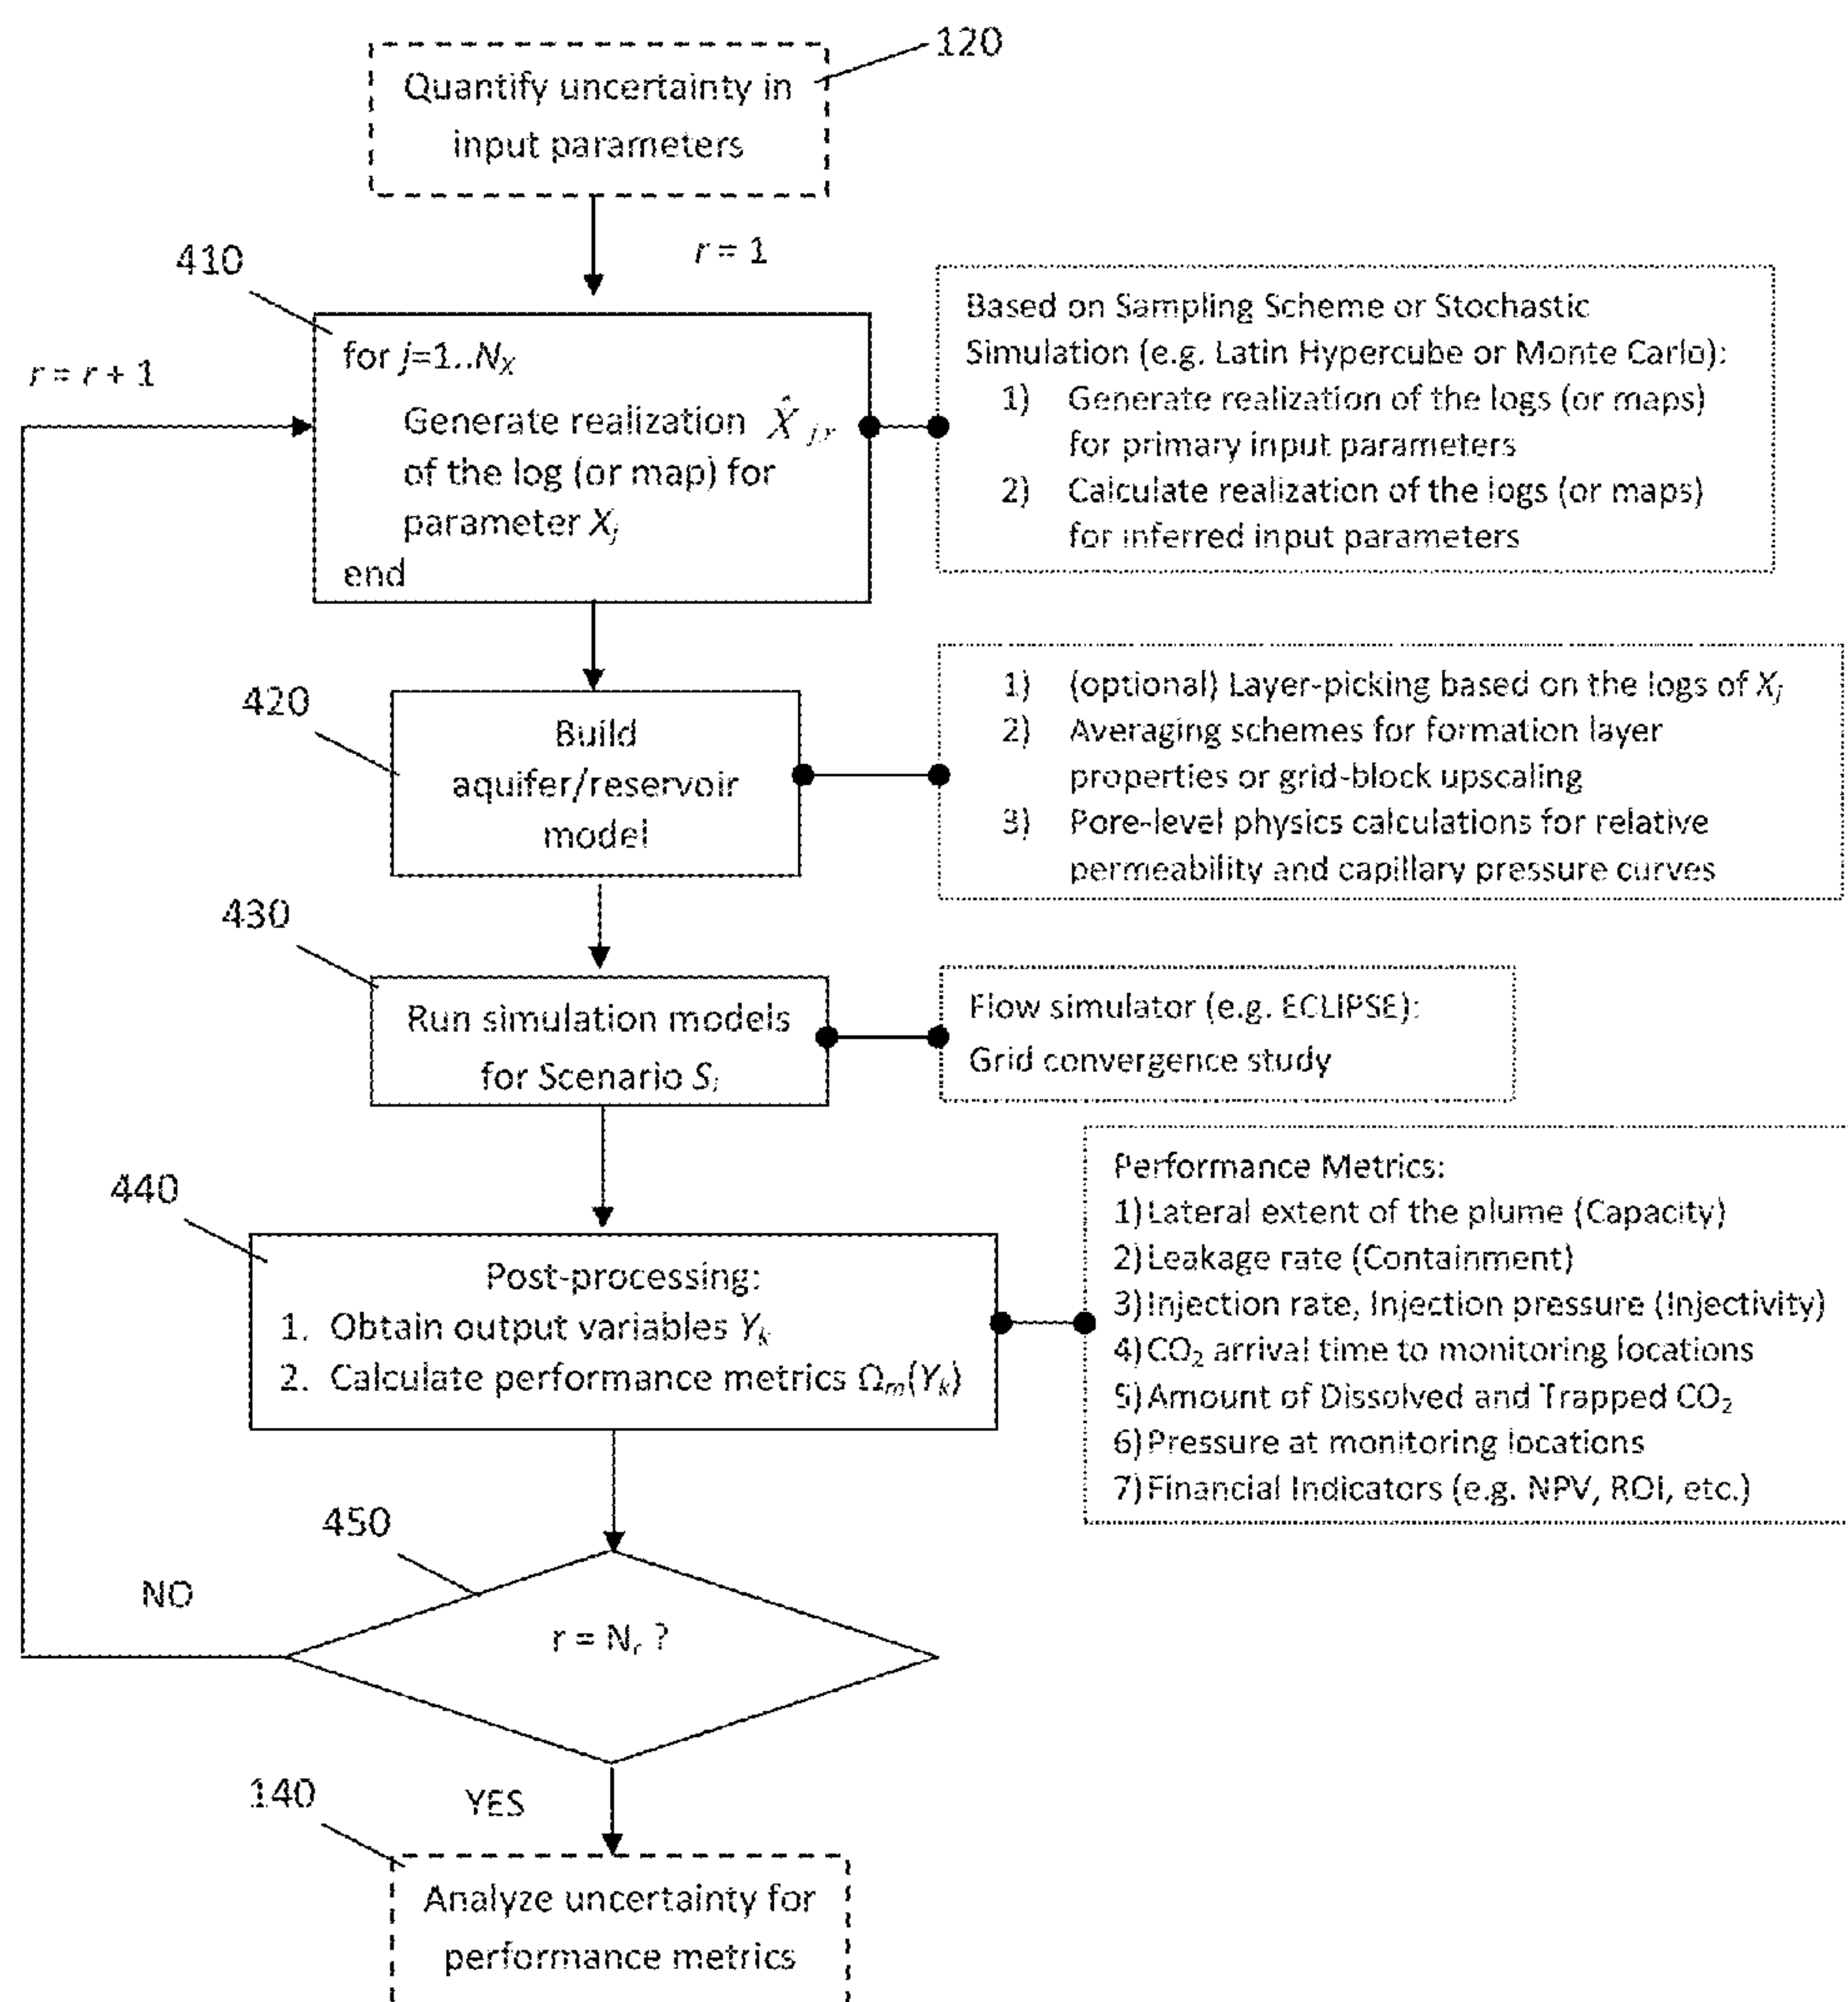 120
Quantify uncertainty in
input parameters
r = 1
410
r = r + 1
for j=1..N_X
Generate realization X̂ j,r
of the log (or map) for
parameter X_j
end
Based on Sampling Scheme or Stochastic
Simulation (e.g. Latin Hypercube or Monte Carlo):
1) Generate realization of the logs (or maps)
for primary input parameters
2) Calculate realization of the logs (or maps)
for inferred input parameters
420
Build
aquifer/reservoir
model
1) (optional) Layer-picking based on the logs of X_j
2) Averaging schemes for formation layer
properties or grid-block upscaling
3) Pore-level physics calculations for relative
permeability and capillary pressure curves
430
Run simulation models
for Scenario S_i
Flow simulator (e.g. ECLIPSE):
Grid convergence study
440
Post-processing:
1. Obtain output variables Y_k
2. Calculate performance metrics Ω_m(Y_k)
Performance Metrics:
1)Lateral extent of the plume (Capacity)
2)Leakage rate (Containment)
3)Injection rate, Injection pressure (Injectivity)
4)CO₂ arrival time to monitoring locations
5)Amount of Dissolved and Trapped CO₂
6)Pressure at monitoring locations
7)Financial Indicators (e.g. NPV, ROI, etc.)
450
NO
r = N_r ?
YES
140
Analyze uncertainty for
performance metrics